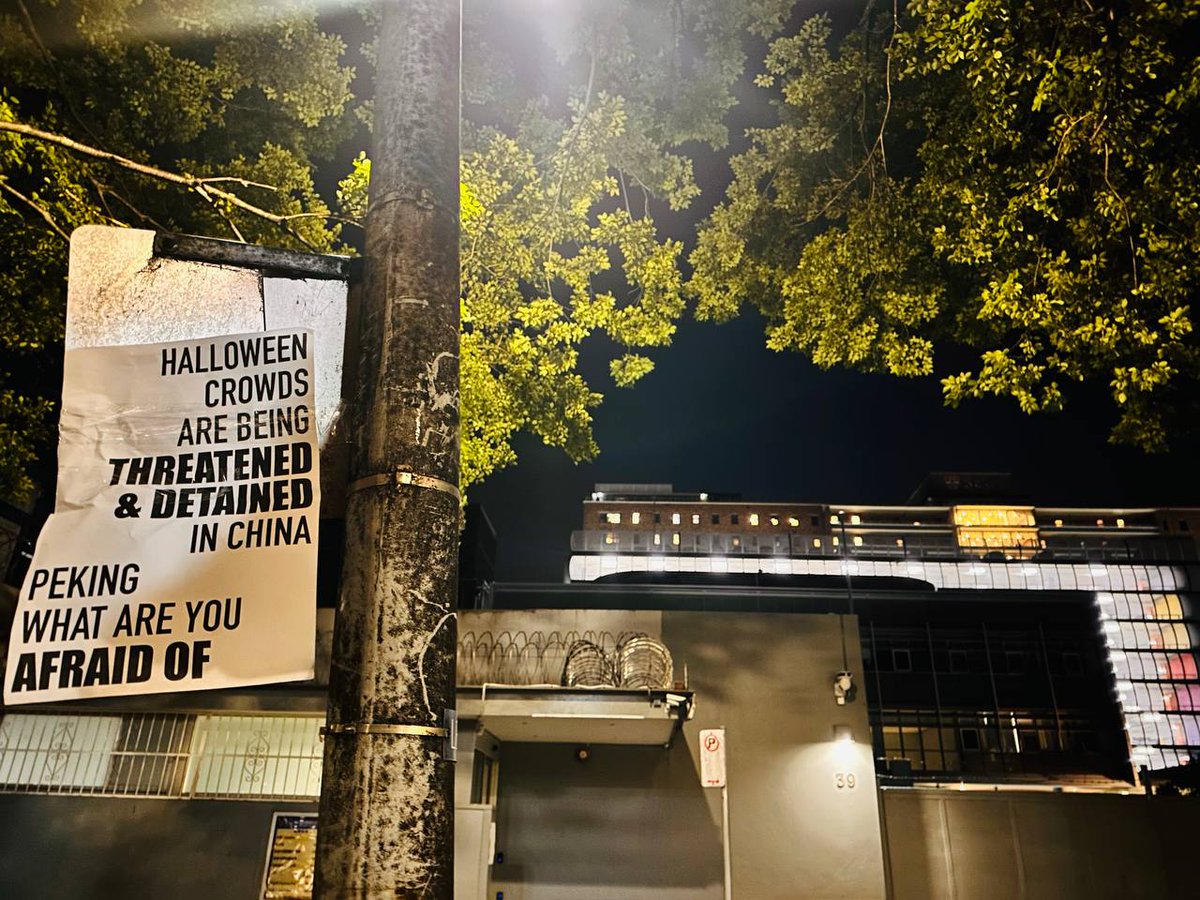 HALLOWEEN
CROWDS
ARE BEING
THREATENED
& DETAINED
IN CHINA
PEKING
WHAT ARE YOU
AFRAID OF
P
39